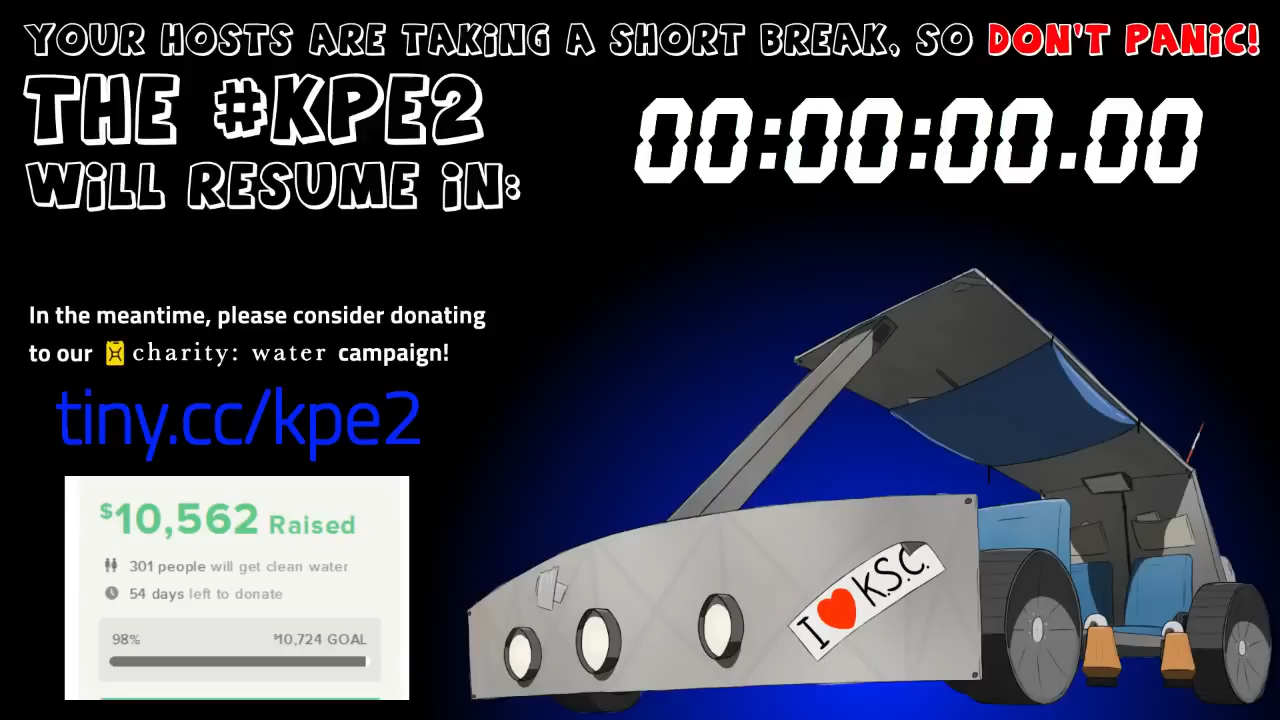 YOUR HOSTS ARE TAKiNG A SHORT BREAK, SO DON'T PANiC!
THE #KPE2
WiLL RESUME iN:
00:00:00.00
In the meantime, please consider donating
to our charity: water campaign!
tiny.cc/kpe2
$10,562 Raised
301 people will get clean water
54 days left to donate
98% $10,724 GOAL
I ♥ K.S.C.